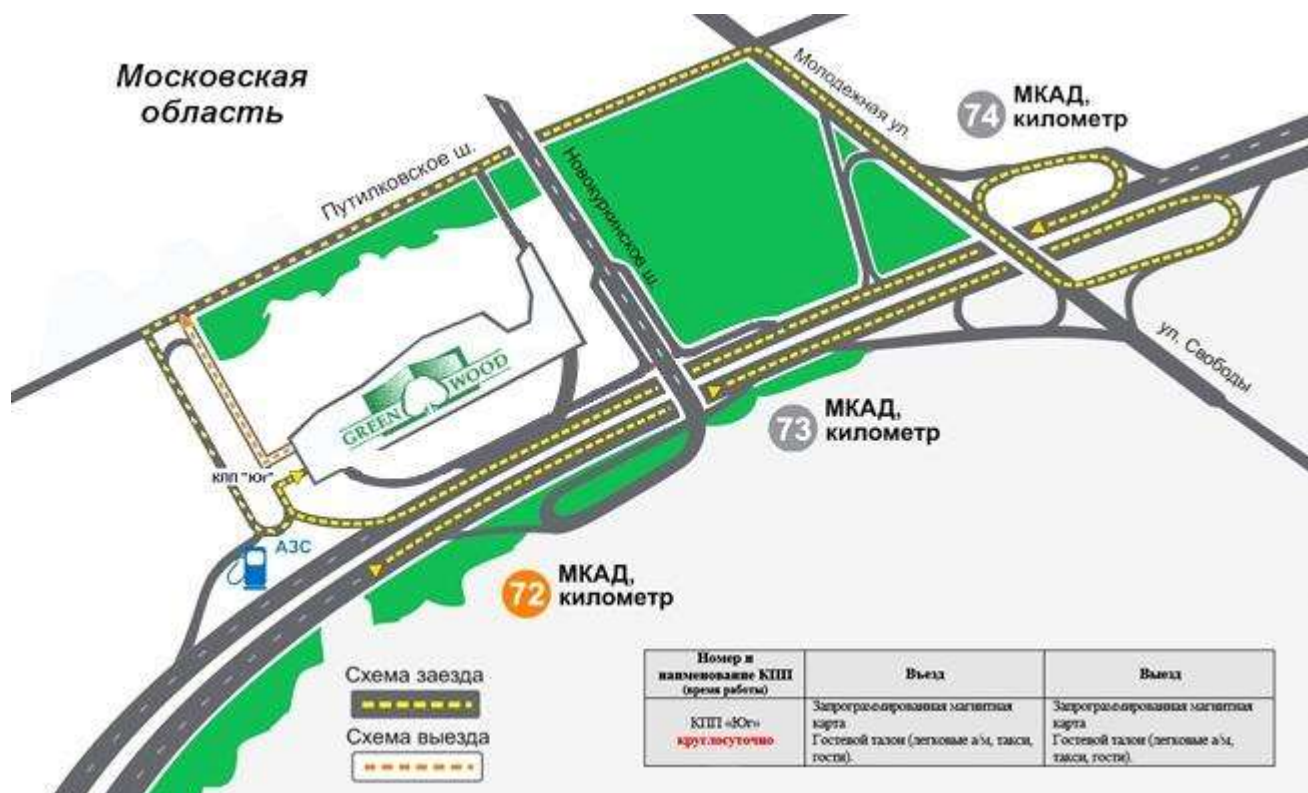 Московская
область
Путилковское ш.
Новокуркинское ш.
Молодежная ул.
74 МКАД,
километр
GREEN WOOD
КПП "Юг"
АЗС
73 МКАД,
километр
ул. Свободы
72 МКАД,
километр
Схема заезда
Схема выезда
Номер и
наименование КПП
(время работы)
Въезд
Выезд
КПП «Юг»
круглосуточно
Запрограммированная магнитная
карта
Гостевой талон (легковые а/м, такси,
гости).
Запрограммированная магнитная
карта
Гостевой талон (легковые а/м,
такси, гости).